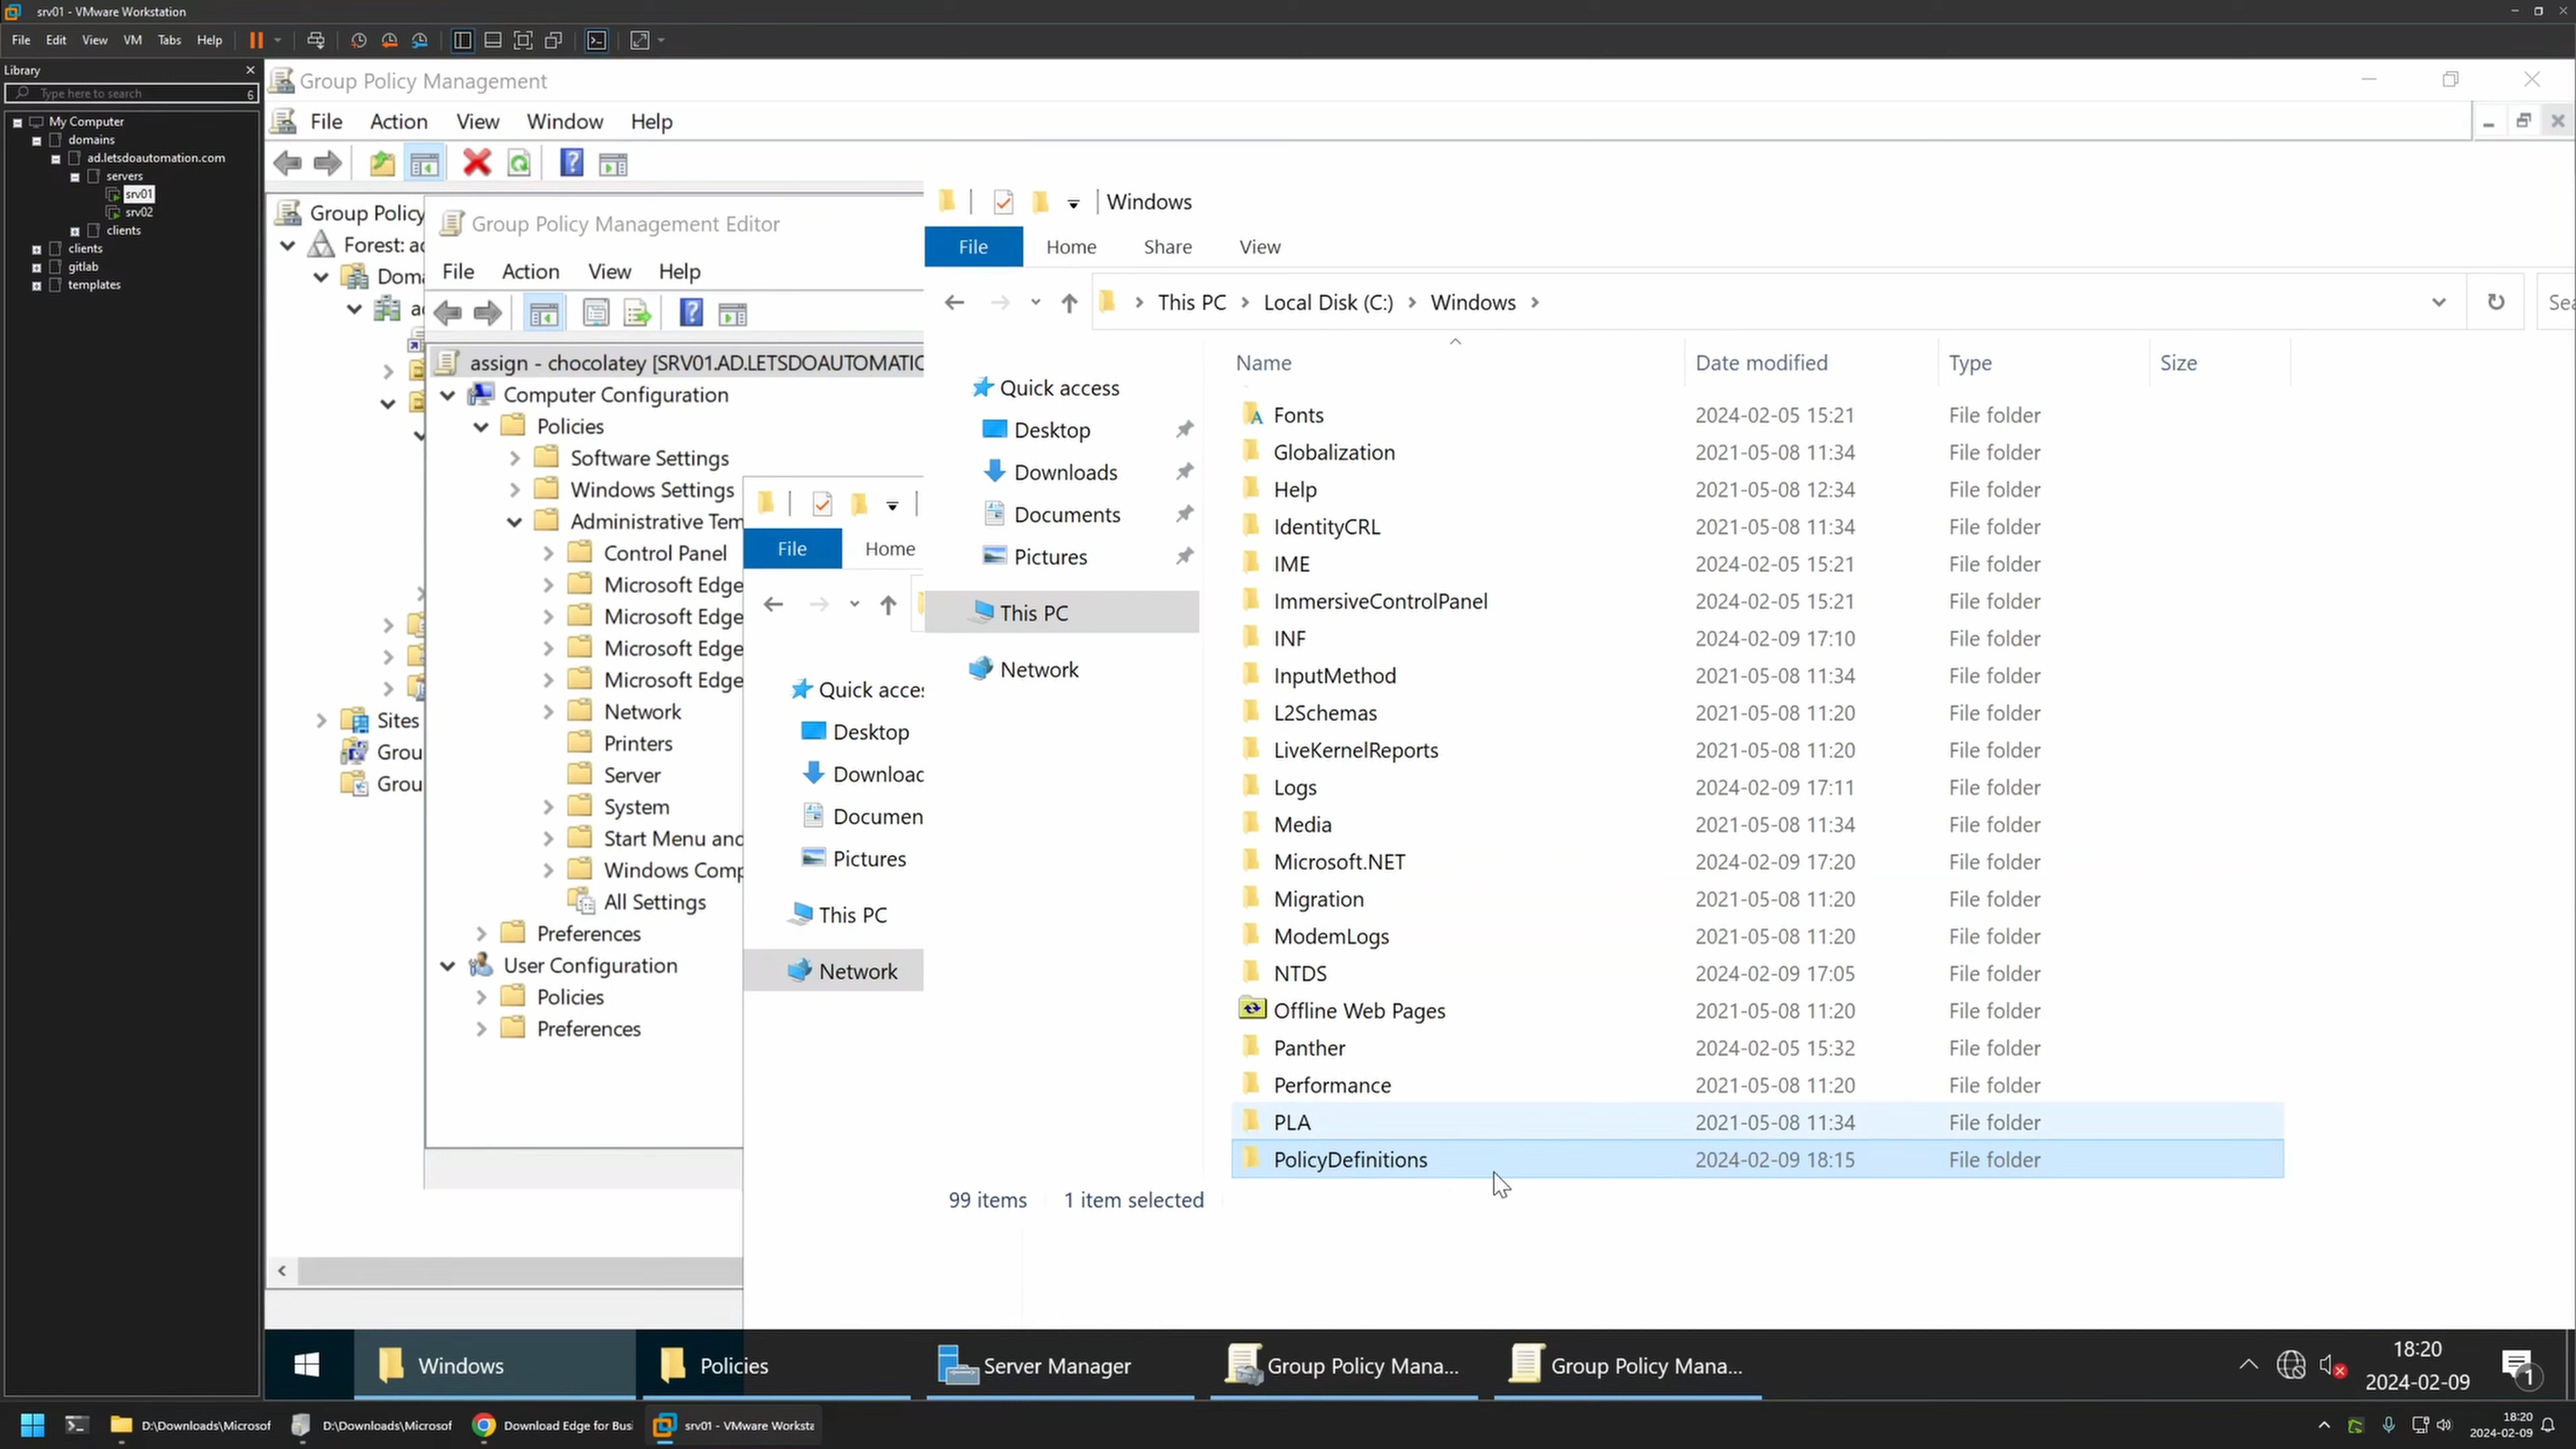 srv01 - VMware Workstation
File Edit View VM Tabs Help
Library
Type here to search 6
My Computer
domains
ad.letsdoautomation.com
servers
srv01
srv02
clients
clients
gitlab
templates
Group Policy Management
File Action View Window Help
Group Policy
Forest: ad
Doma
Sites
Grou
Grou
Group Policy Management Editor
File Action View Help
assign - chocolatey [SRV01.AD.LETSDOAUTOMATIO
Computer Configuration
Policies
Software Settings
Windows Settings
Administrative Tem
Control Panel
Microsoft Edge
Microsoft Edge
Microsoft Edge
Microsoft Edge
Network
Printers
Server
System
Start Menu and
Windows Comp
All Settings
Preferences
User Configuration
Policies
Preferences
File Home
Quick acces
Desktop
Downloac
Documen
Pictures
This PC
Network
Windows
File Home Share View
This PC Local Disk (C:) Windows
Sea
Quick access
Desktop
Downloads
Documents
Pictures
This PC
Network
Name Date modified Type Size
Fonts 2024-02-05 15:21 File folder
Globalization 2021-05-08 11:34 File folder
Help 2021-05-08 12:34 File folder
IdentityCRL 2021-05-08 11:34 File folder
IME 2024-02-05 15:21 File folder
ImmersiveControlPanel 2024-02-05 15:21 File folder
INF 2024-02-09 17:10 File folder
InputMethod 2021-05-08 11:34 File folder
L2Schemas 2021-05-08 11:20 File folder
LiveKernelReports 2021-05-08 11:20 File folder
Logs 2024-02-09 17:11 File folder
Media 2021-05-08 11:34 File folder
Microsoft.NET 2024-02-09 17:20 File folder
Migration 2021-05-08 11:20 File folder
ModemLogs 2021-05-08 11:20 File folder
NTDS 2024-02-09 17:05 File folder
Offline Web Pages 2021-05-08 11:20 File folder
Panther 2024-02-05 15:32 File folder
Performance 2021-05-08 11:20 File folder
PLA 2021-05-08 11:34 File folder
PolicyDefinitions 2024-02-09 18:15 File folder
99 items 1 item selected
Windows Policies Server Manager Group Policy Mana... Group Policy Mana...
18:20
2024-02-09
1
D:\Downloads\Microsof D:\Downloads\Microsof Download Edge for Busi srv01 - VMware Worksta
18:20
2024-02-09